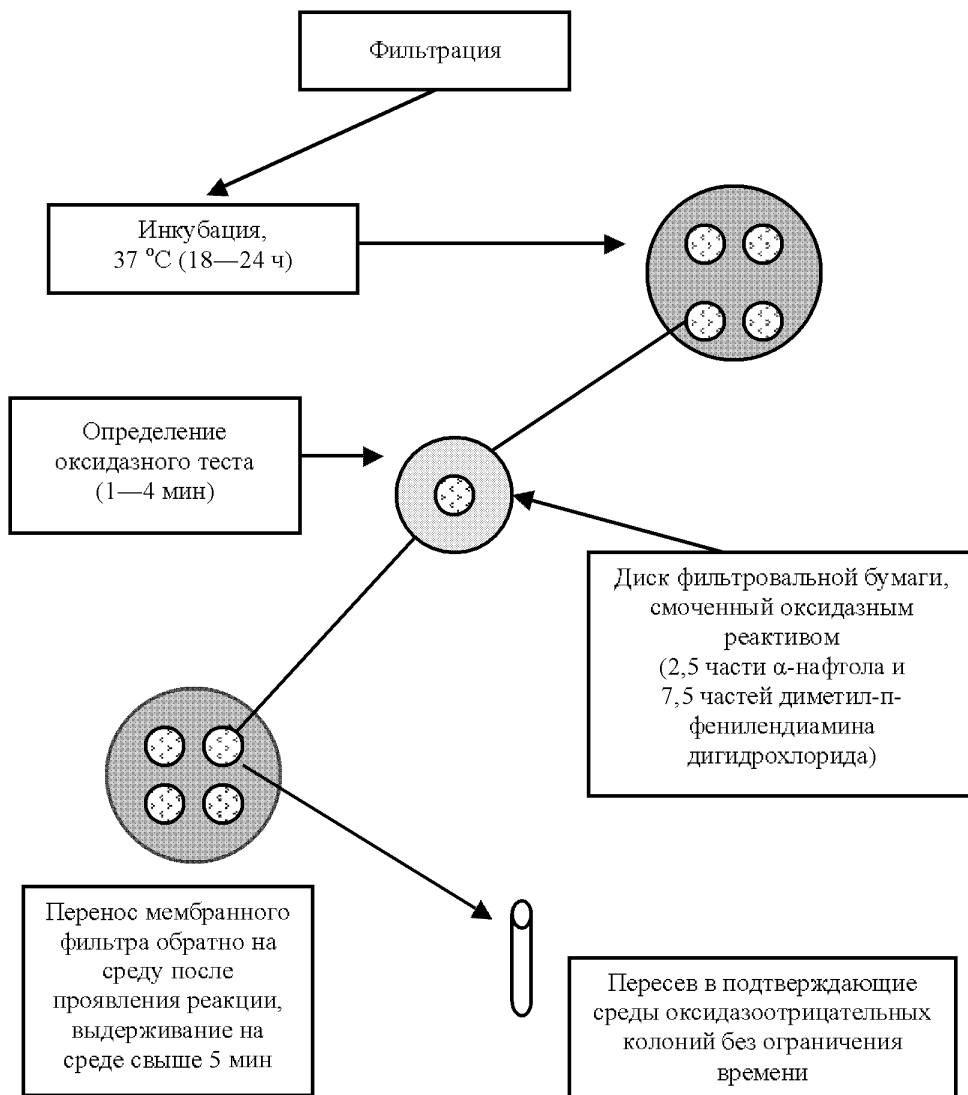 Фильтрация
Инкубация,
37 °С (18—24 ч)
Определение
оксидазного теста
(1—4 мин)
Диск фильтровальной бумаги,
смоченный оксидазным
реактивом
(2,5 части α-нафтола и
7,5 частей диметил-п-
фенилендиамина
дигидрохлорида)
Перенос мембранного
фильтра обратно на
среду после
проявления реакции,
выдерживание на
среде свыше 5 мин
Пересев в подтверждающие
среды оксидазоотрицательных
колоний без ограничения
времени